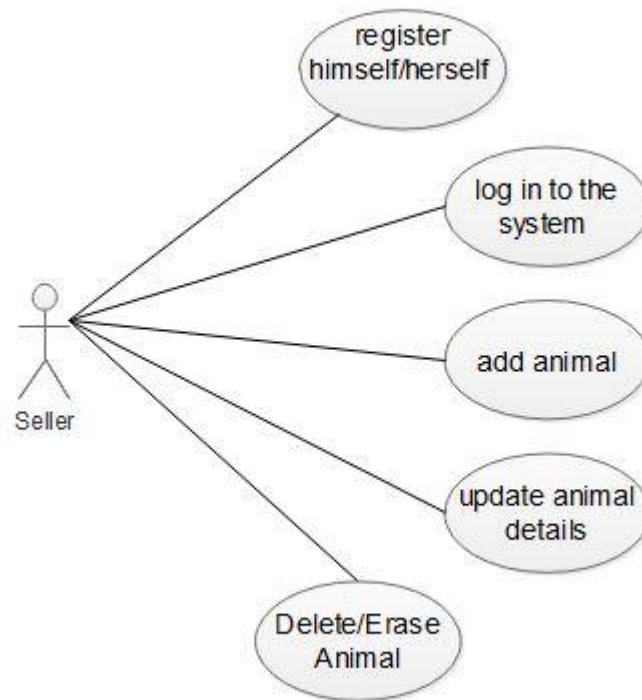 register
himself/herself
log in to the
system
add animal
Seller
update animal
details
Delete/Erase
Animal